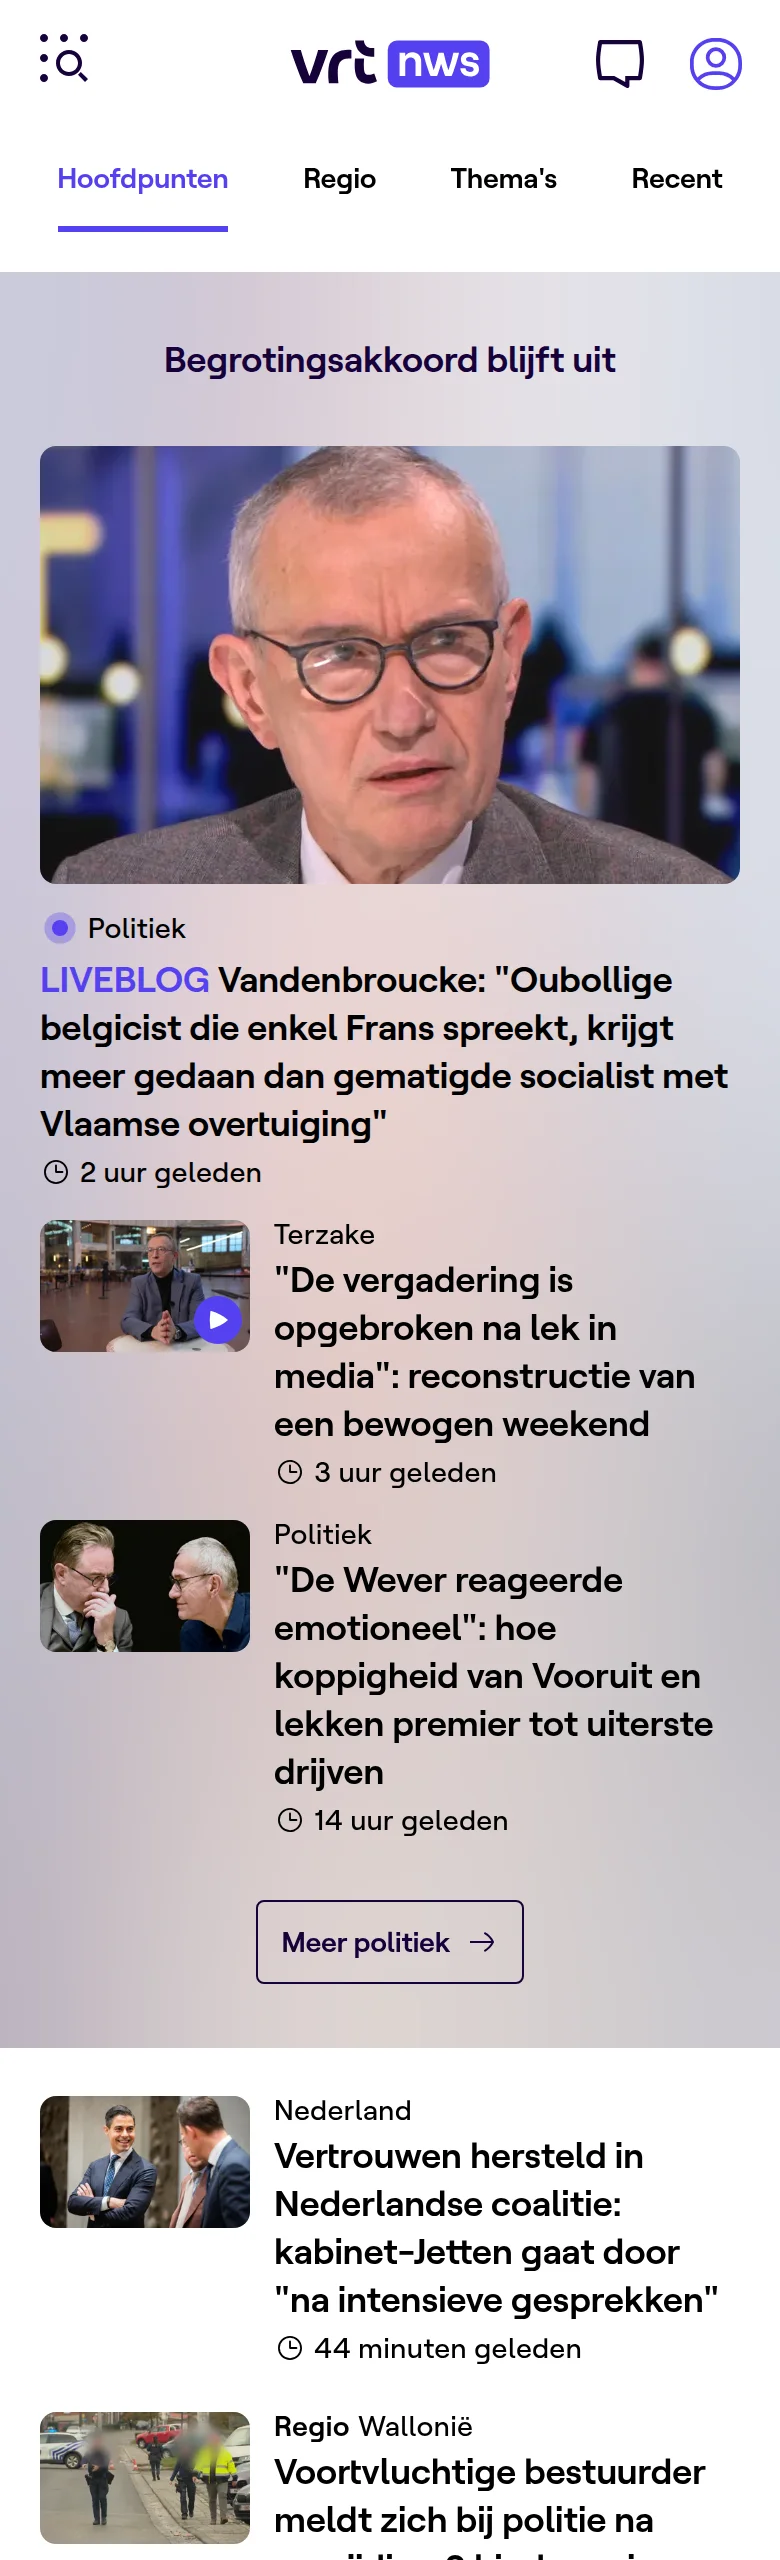 vrt nws
Hoofdpunten
Regio
Thema's
Recent
Begrotingsakkoord blijft uit
Politiek
LIVEBLOG Vandenbroucke: "Oubollige
belgicist die enkel Frans spreekt, krijgt
meer gedaan dan gematigde socialist met
Vlaamse overtuiging"
2 uur geleden
Terzake
"De vergadering is
opgebroken na lek in
media": reconstructie van
een bewogen weekend
3 uur geleden
Politiek
"De Wever reageerde
emotioneel": hoe
koppigheid van Vooruit en
lekken premier tot uiterste
drijven
14 uur geleden
Meer politiek
Nederland
Vertrouwen hersteld in
Nederlandse coalitie:
kabinet-Jetten gaat door
"na intensieve gesprekken"
44 minuten geleden
Regio Wallonië
Voortvluchtige bestuurder
meldt zich bij politie na